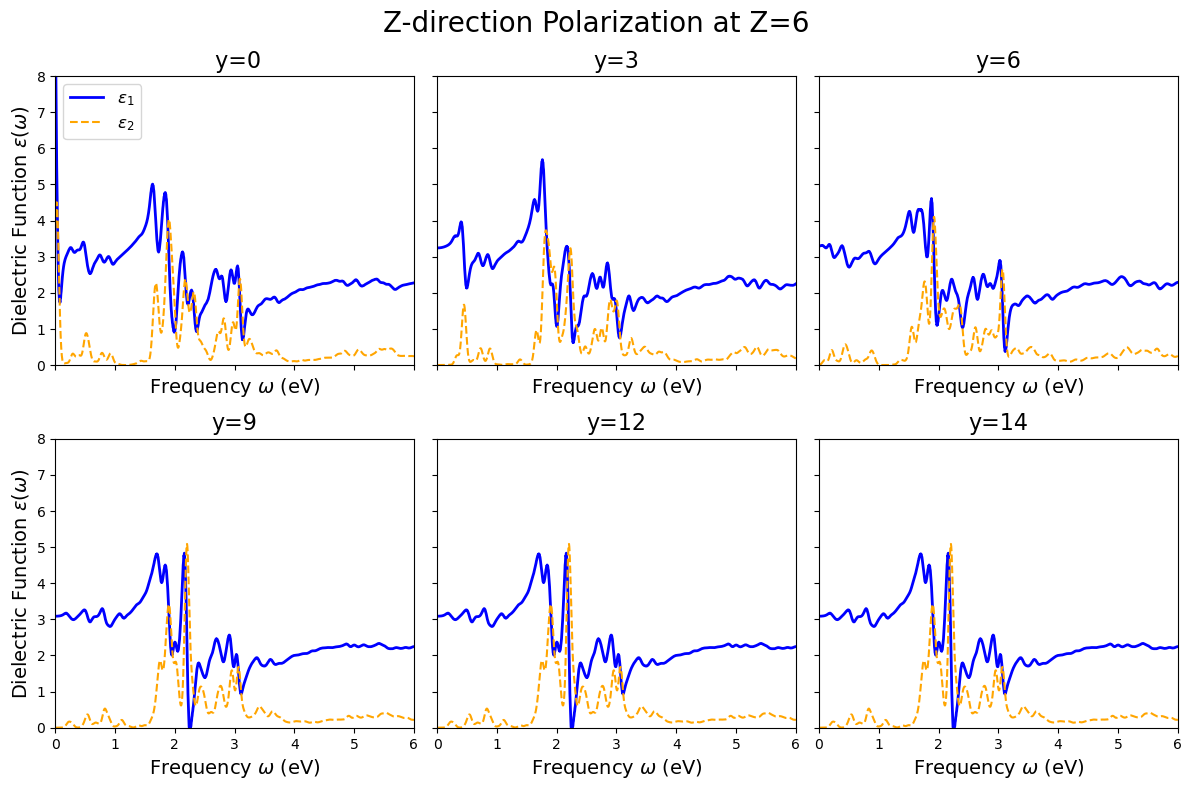 Z-direction Polarization at Z=6
y=0
y=3
y=6
8
7
6
5
4
3
2
1
0
Dielectric Function ε(ω)
ε₁
ε₂
Frequency ω (eV)
Frequency ω (eV)
Frequency ω (eV)
y=9
y=12
y=14
8
7
6
5
4
3
2
1
0
Dielectric Function ε(ω)
0 1 2 3 4 5 6
0 1 2 3 4 5 6
0 1 2 3 4 5 6
Frequency ω (eV)
Frequency ω (eV)
Frequency ω (eV)